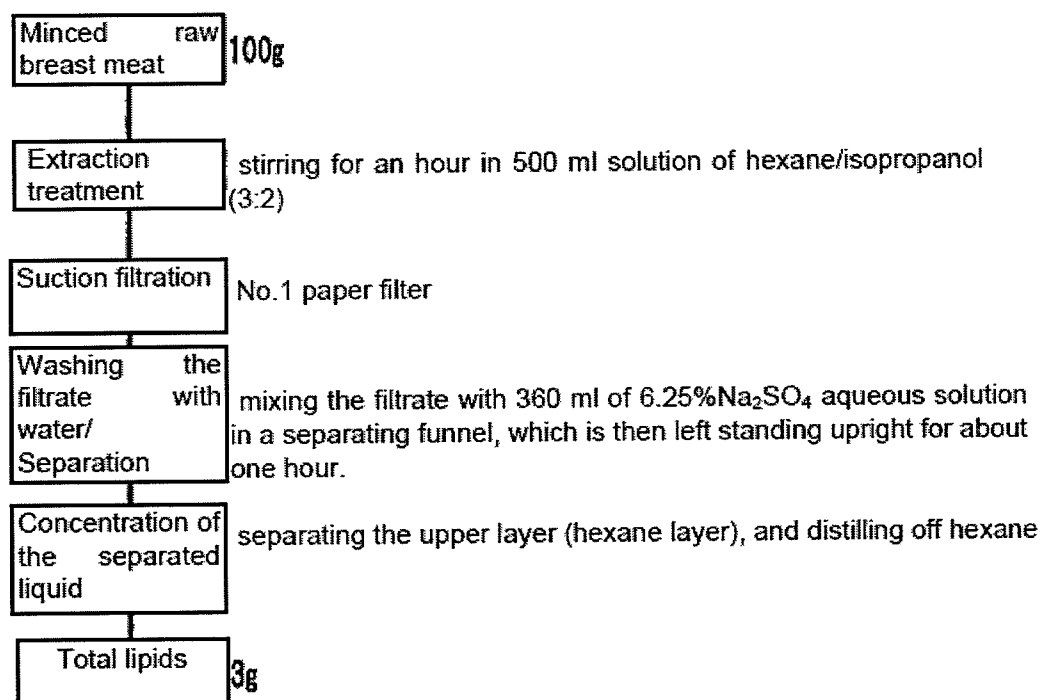 Minced raw
breast meat
100g
Extraction
treatment
stirring for an hour in 500 ml solution of hexane/isopropanol
(3:2)
Suction filtration
No.1 paper filter
Washing the
filtrate with
water/
Separation
mixing the filtrate with 360 ml of 6.25%Na₂SO₄ aqueous solution
in a separating funnel, which is then left standing upright for about
one hour.
Concentration of
the separated
liquid
separating the upper layer (hexane layer), and distilling off hexane
Total lipids
3g